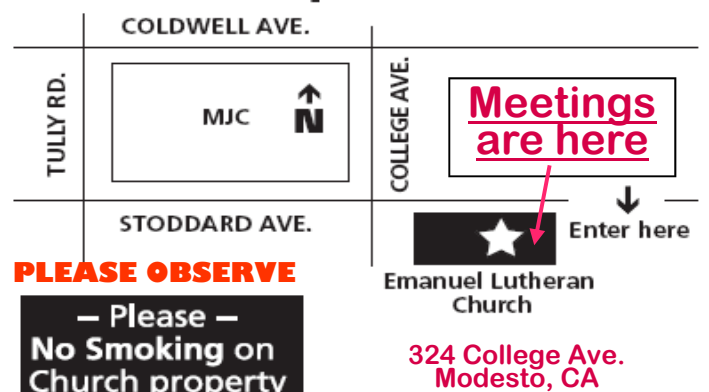 COLDWELL AVE.
TULLY RD.
MJC
N
COLLEGE AVE.
Meetings
are here
STODDARD AVE.
Enter here
PLEASE OBSERVE
Emanuel Lutheran
Church
– Please –
No Smoking on
Church property
324 College Ave.
Modesto, CA